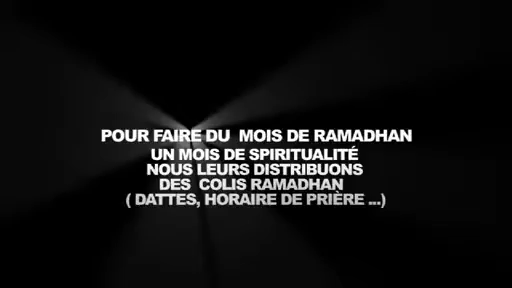 POUR FAIRE DU MOIS DE RAMADHAN
UN MOIS DE SPIRITUALITÉ
NOUS LEURS DISTRIBUONS
DES COLIS RAMADHAN
( DATTES, HORAIRE DE PRIÈRE ...)